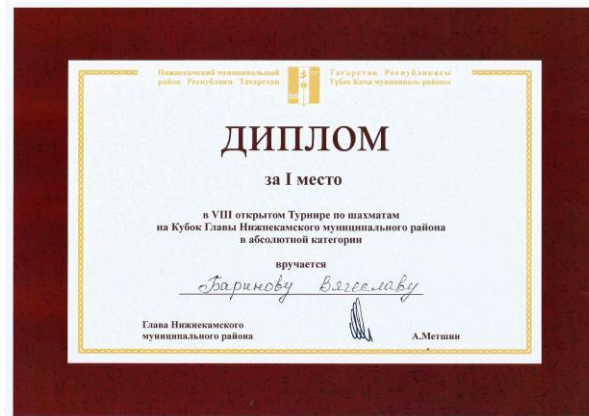 Нижнекамский муниципальный
район Республики Татарстан
Татарстан Республикасы
Түбән Кама муниципаль районы
ДИПЛОМ
за I место
в VIII открытом Турнире по шахматам
на Кубок Главы Нижнекамского муниципального района
в абсолютной категории
вручается
Баринову Вячеславу
Глава Нижнекамского
муниципального района
А.Метшин